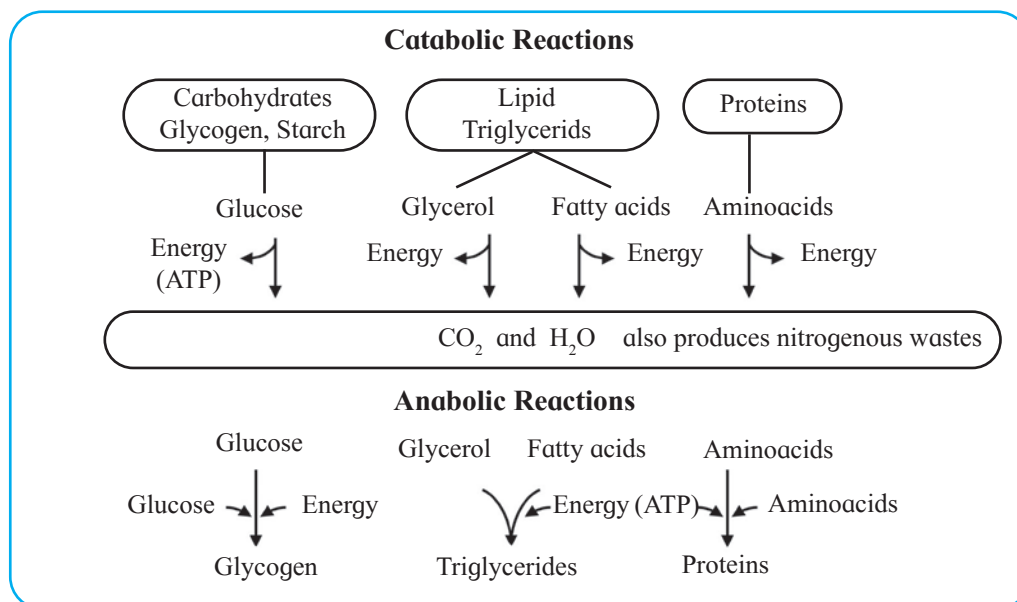 Catabolic Reactions
Carbohydrates
Glycogen, Starch
Lipid
Triglycerids
Proteins
Glucose
Glycerol
Fatty acids
Aminoacids
Energy
(ATP)
Energy
Energy
Energy
CO₂ and H₂O also produces nitrogenous wastes
Anabolic Reactions
Glucose
Glycerol
Fatty acids
Aminoacids
Glucose
Energy
Energy (ATP)
Aminoacids
Glycogen
Triglycerides
Proteins